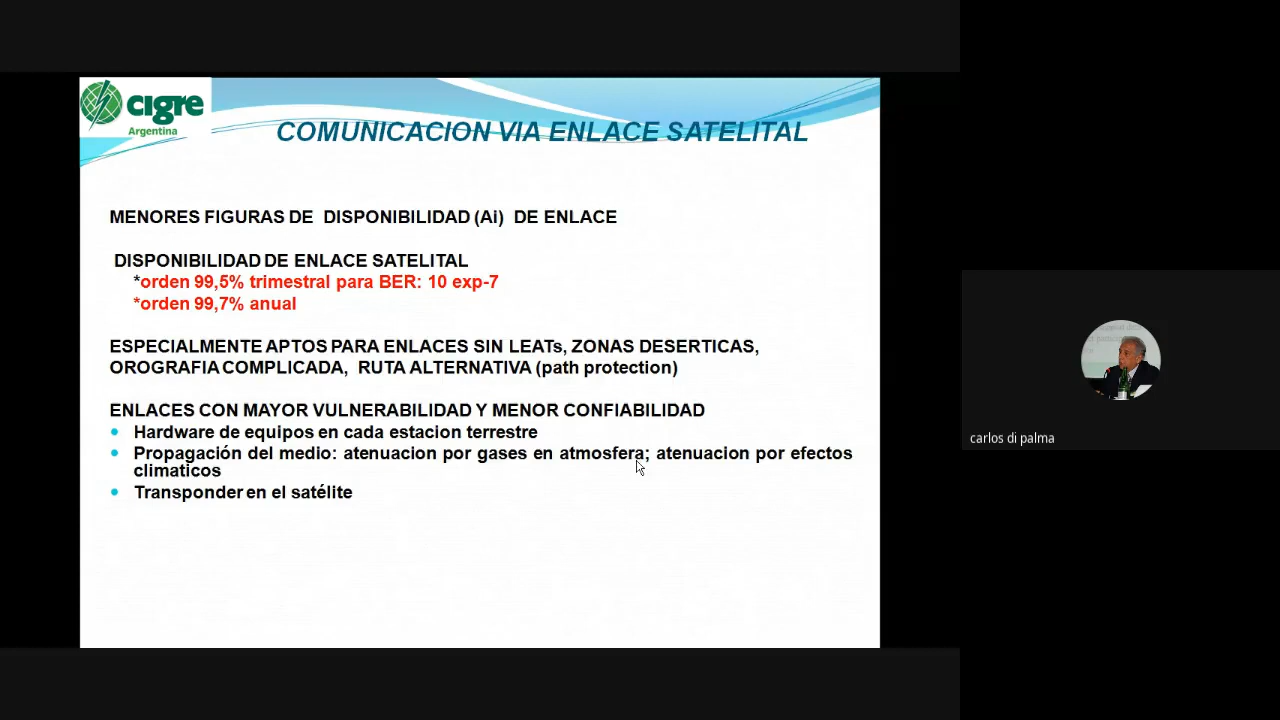 cigre
Argentina
COMUNICACION VIA ENLACE SATELITAL
MENORES FIGURAS DE DISPONIBILIDAD (Ai) DE ENLACE
DISPONIBILIDAD DE ENLACE SATELITAL
*orden 99,5% trimestral para BER: 10 exp-7
*orden 99,7% anual
ESPECIALMENTE APTOS PARA ENLACES SIN LEATs, ZONAS DESERTICAS,
OROGRAFIA COMPLICADA, RUTA ALTERNATIVA (path protection)
ENLACES CON MAYOR VULNERABILIDAD Y MENOR CONFIABILIDAD
• Hardware de equipos en cada estacion terrestre
• Propagación del medio: atenuacion por gases en atmosfera; atenuacion por efectos
climaticos
• Transponder en el satélite
carlos di palma